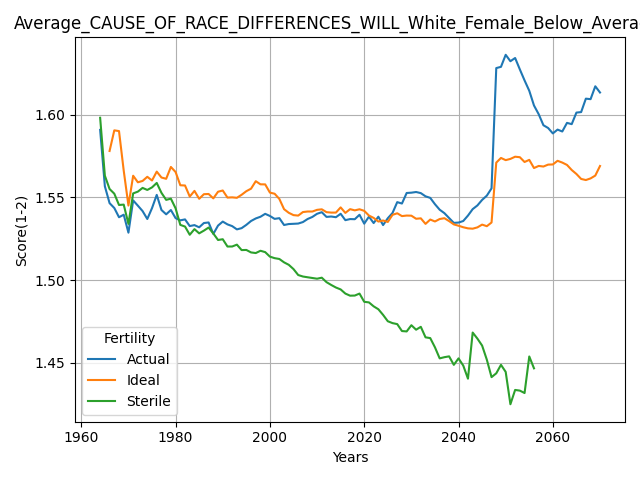 Average_CAUSE_OF_RACE_DIFFERENCES_WILL_White_Female_Below_Avera
Score(1-2)
1.60
1.55
1.50
1.45
Fertility
Actual
Ideal
Sterile
1960 1980 2000 2020 2040 2060
Years